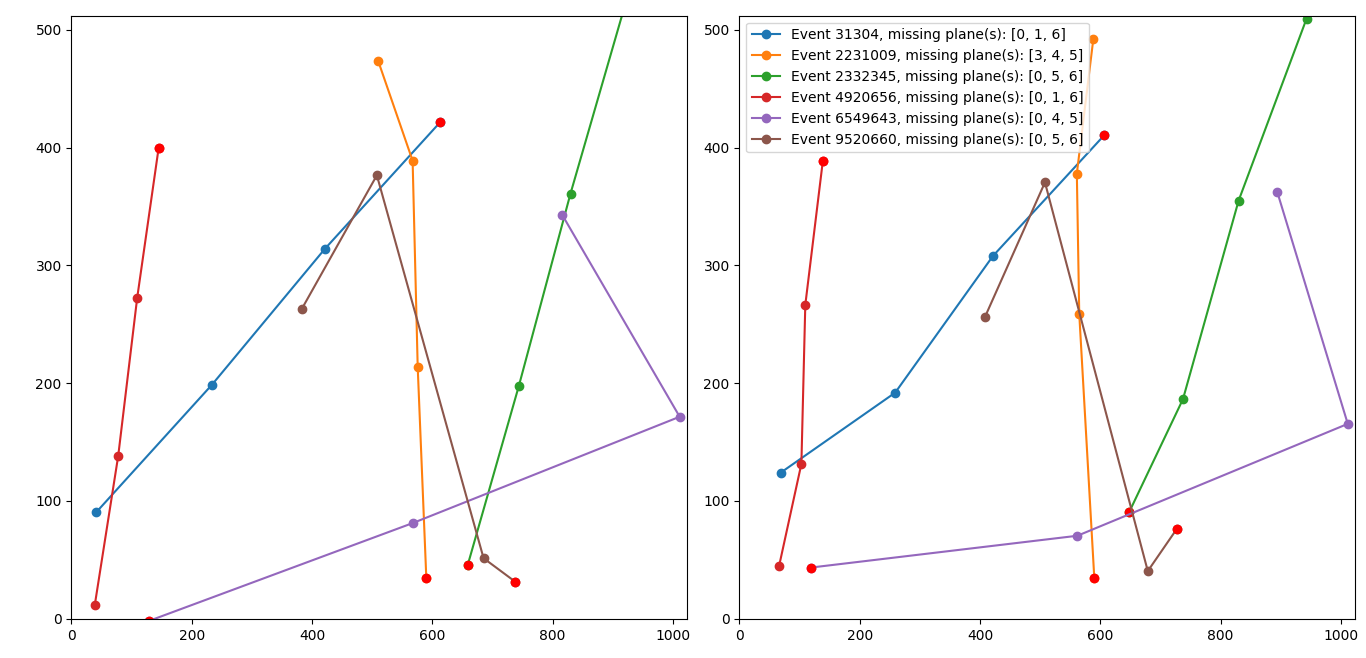 500
400
300
200
100
0
0 200 400 600 800 1000
Event 31304, missing plane(s): [0, 1, 6]
Event 2231009, missing plane(s): [3, 4, 5]
Event 2332345, missing plane(s): [0, 5, 6]
Event 4920656, missing plane(s): [0, 1, 6]
Event 6549643, missing plane(s): [0, 4, 5]
Event 9520660, missing plane(s): [0, 5, 6]
500
400
300
200
100
0
0 200 400 600 800 1000